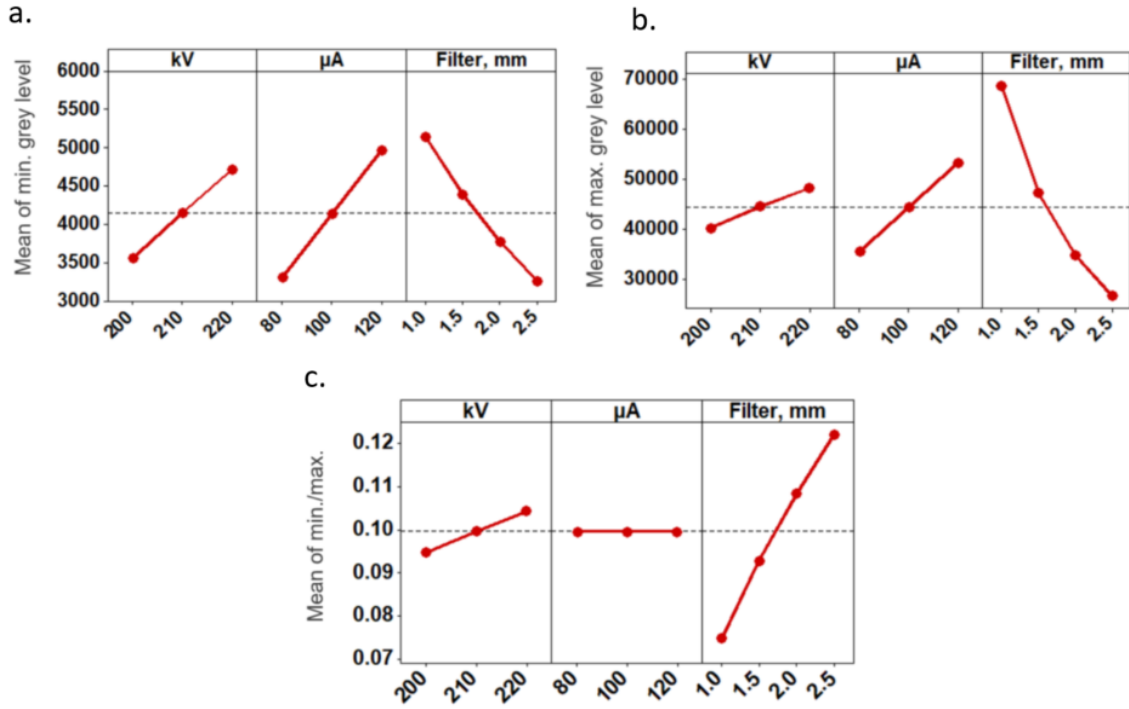 a.
kV µA Filter, mm
Mean of min. grey level
6000
5500
5000
4500
4000
3500
3000
200 210 220 80 100 120 1.0 1.5 2.0 2.5
b.
kV µA Filter, mm
Mean of max. grey level
70000
60000
50000
40000
30000
200 210 220 80 100 120 1.0 1.5 2.0 2.5
c.
kV µA Filter, mm
Mean of min./max.
0.12
0.11
0.10
0.09
0.08
0.07
200 210 220 80 100 120 1.0 1.5 2.0 2.5